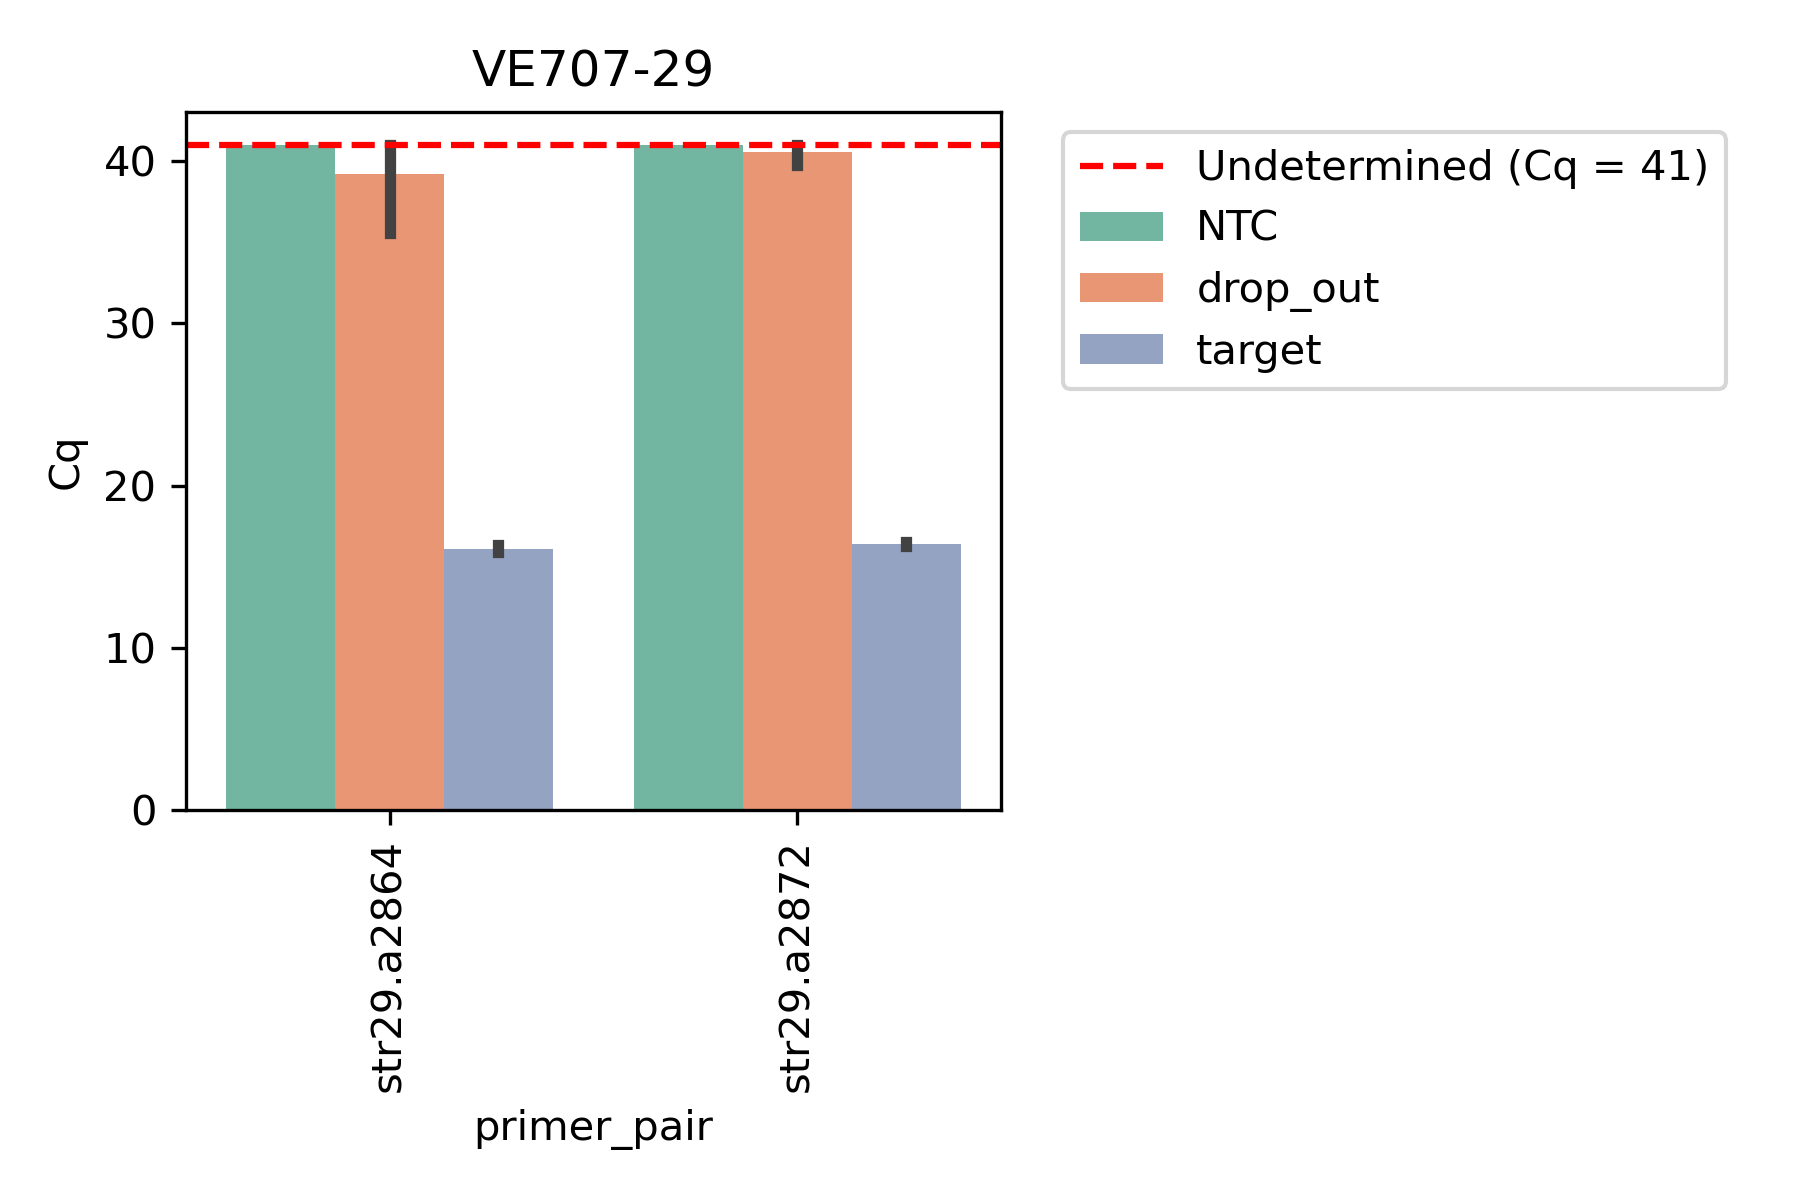 VE707-29
Undetermined (Cq = 41)
NTC
drop_out
target
Cq
40
30
20
10
0
str29.a2864
str29.a2872
primer_pair